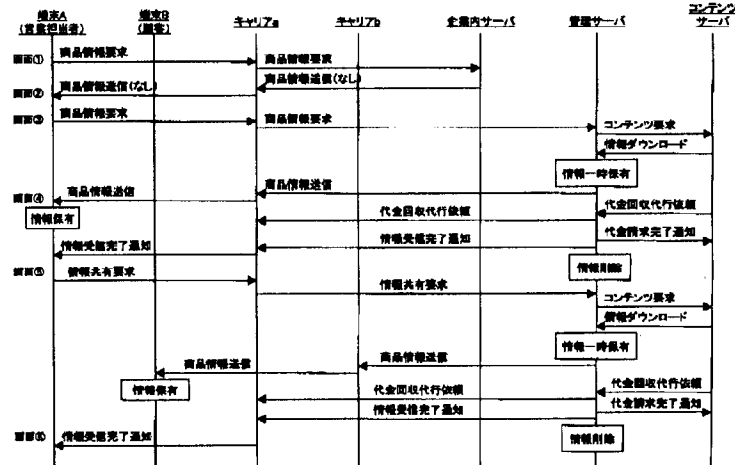 端末A
(営業担当者)
端末B
(顧客)
キャリアa
キャリアb
企業内サーバ
管理サーバ
コンテンツ
サーバ
画面①
商品情報要求
商品情報要求
商品情報送信(なし)
画面②
商品情報送信(なし)
画面③
商品情報要求
商品情報要求
コンテンツ要求
情報ダウンロード
情報一時保有
商品情報送信
画面④
商品情報送信
情報保有
代金回収代行依頼
代金回収代行依頼
情報受信完了通知
情報受信完了通知
代金請求完了通知
情報削除
画面⑤
情報共有要求
情報共有要求
コンテンツ要求
情報ダウンロード
情報一時保有
商品情報送信
商品情報送信
情報保有
代金回収代行依頼
代金回収代行依頼
情報受信完了通知
代金請求完了通知
情報削除
画面⑥
情報受信完了通知